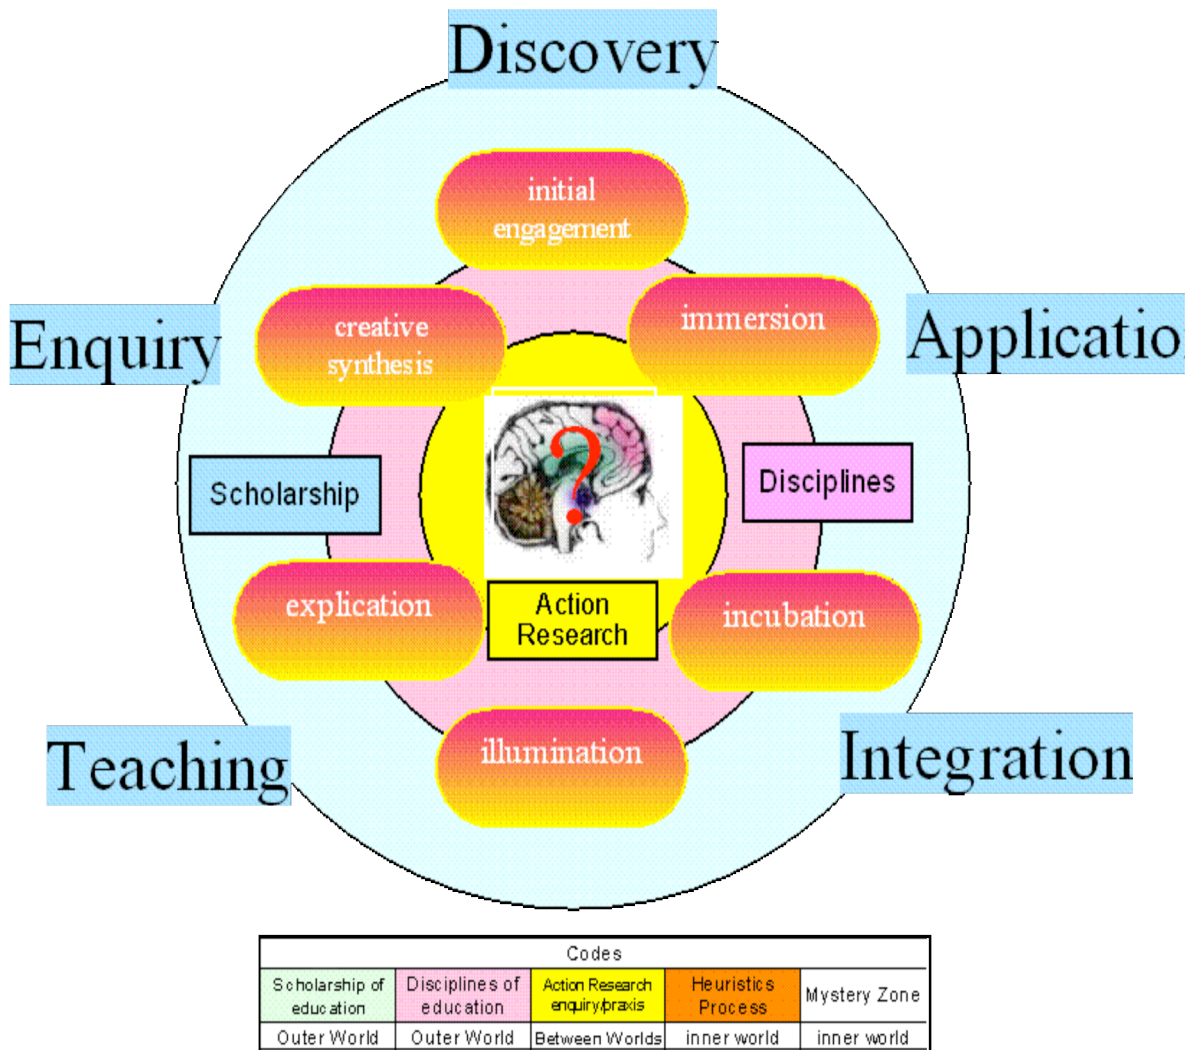 Discovery
initial
engagement
immersion
creative
synthesis
Enquiry
Applicatio
?
Scholarship
Disciplines
explication
Action
Research
incubation
illumination
Teaching
Integration
Codes
Scholarship of
education
Disciplines of
education
Action Research
enquiry/praxis
Heuristics
Process
Mystery Zone
Outer World
Outer World
Between Worlds
inner world
inner world